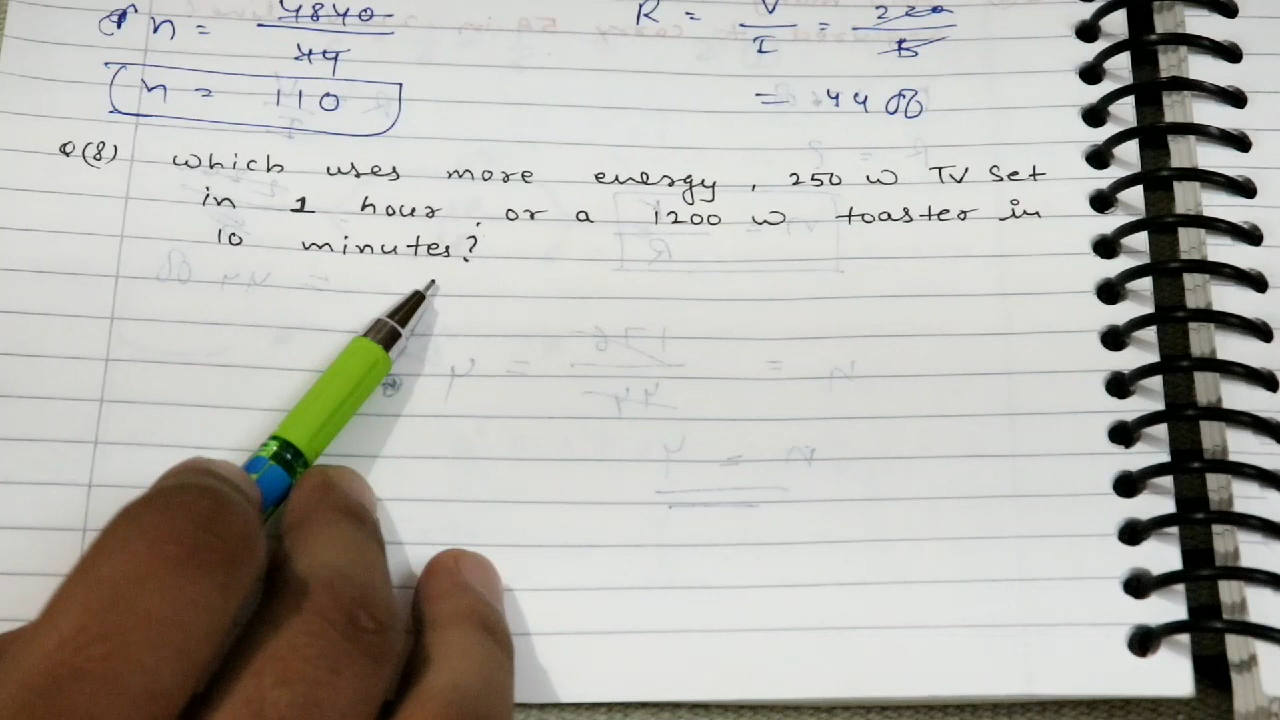 n = 4840
44
n = 110
R = V = 220
I 5
= 44 Ω
Q(8) which uses more energy, 250 W TV set
in 1 hour, or a 1200 W toaster in
10 minutes?